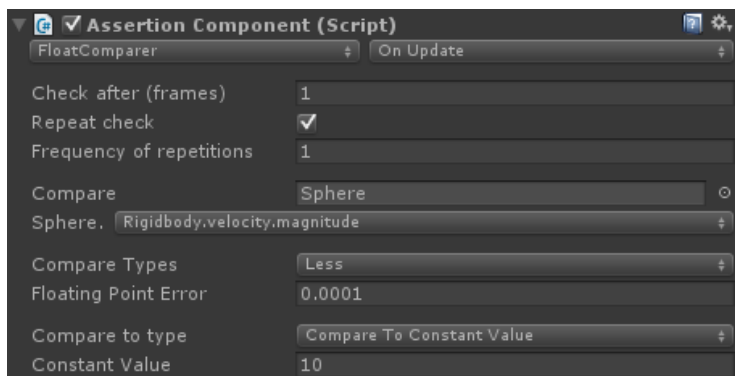 Assertion Component (Script)
FloatComparer On Update
Check after (frames) 1
Repeat check
Frequency of repetitions 1
Compare Sphere
Sphere. Rigidbody.velocity.magnitude
Compare Types Less
Floating Point Error 0.0001
Compare to type Compare To Constant Value
Constant Value 10